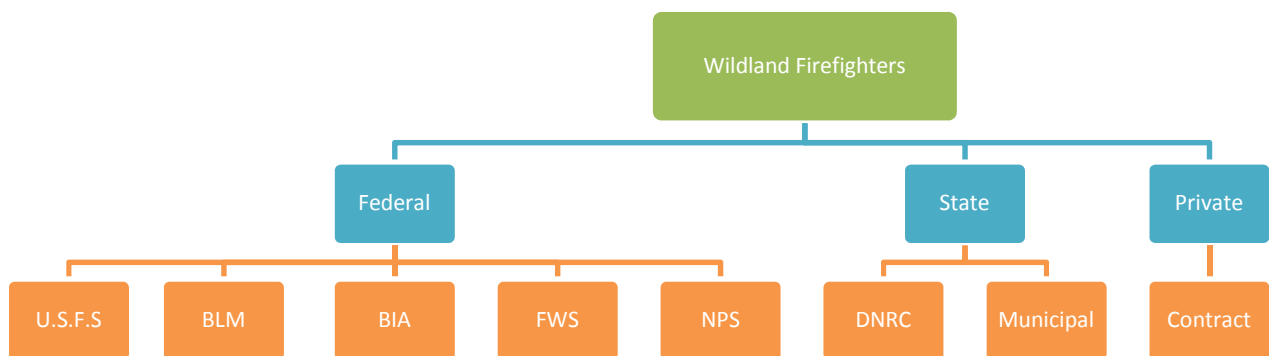 Wildland Firefighters
Federal
State
Private
U.S.F.S
BLM
BIA
FWS
NPS
DNRC
Municipal
Contract